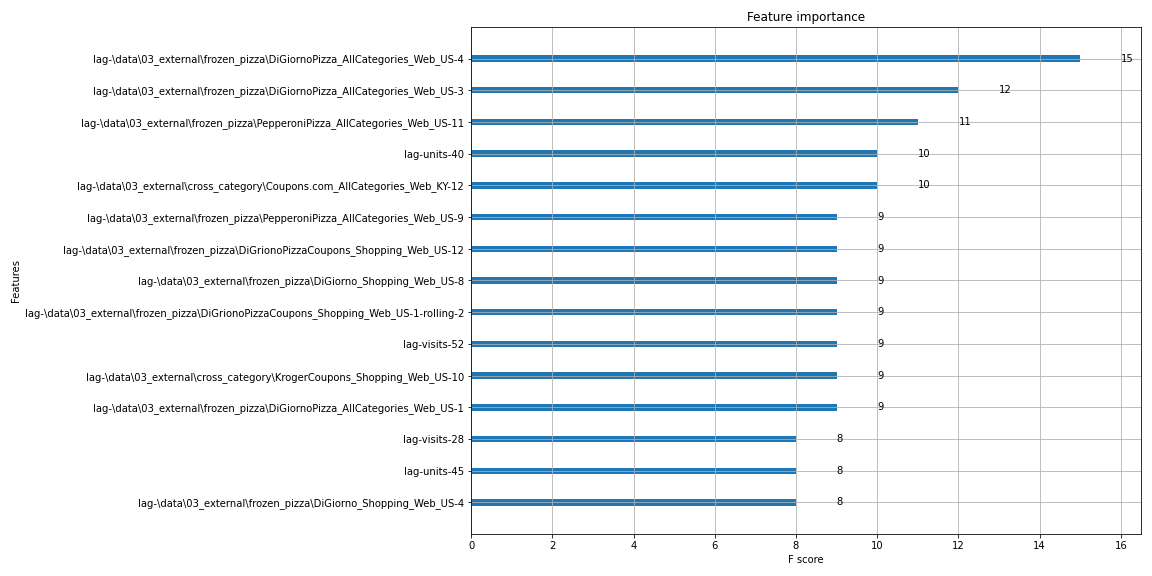 Feature importance
Features
lag-\data\03_external\frozen_pizza\DiGiornoPizza_AllCategories_Web_US-4 15
lag-\data\03_external\frozen_pizza\DiGiornoPizza_AllCategories_Web_US-3 12
lag-\data\03_external\frozen_pizza\PepperoniPizza_AllCategories_Web_US-11 11
lag-units-40 10
lag-\data\03_external\cross_category\Coupons.com_AllCategories_Web_KY-12 10
lag-\data\03_external\frozen_pizza\PepperoniPizza_AllCategories_Web_US-9 9
lag-\data\03_external\frozen_pizza\DiGrionoPizzaCoupons_Shopping_Web_US-12 9
lag-\data\03_external\frozen_pizza\DiGiorno_Shopping_Web_US-8 9
lag-\data\03_external\frozen_pizza\DiGrionoPizzaCoupons_Shopping_Web_US-1-rolling-2 9
lag-visits-52 9
lag-\data\03_external\cross_category\KrogerCoupons_Shopping_Web_US-10 9
lag-\data\03_external\frozen_pizza\DiGiornoPizza_AllCategories_Web_US-1 9
lag-visits-28 8
lag-units-45 8
lag-\data\03_external\frozen_pizza\DiGiorno_Shopping_Web_US-4 8
0 2 4 6 8 10 12 14 16
F score